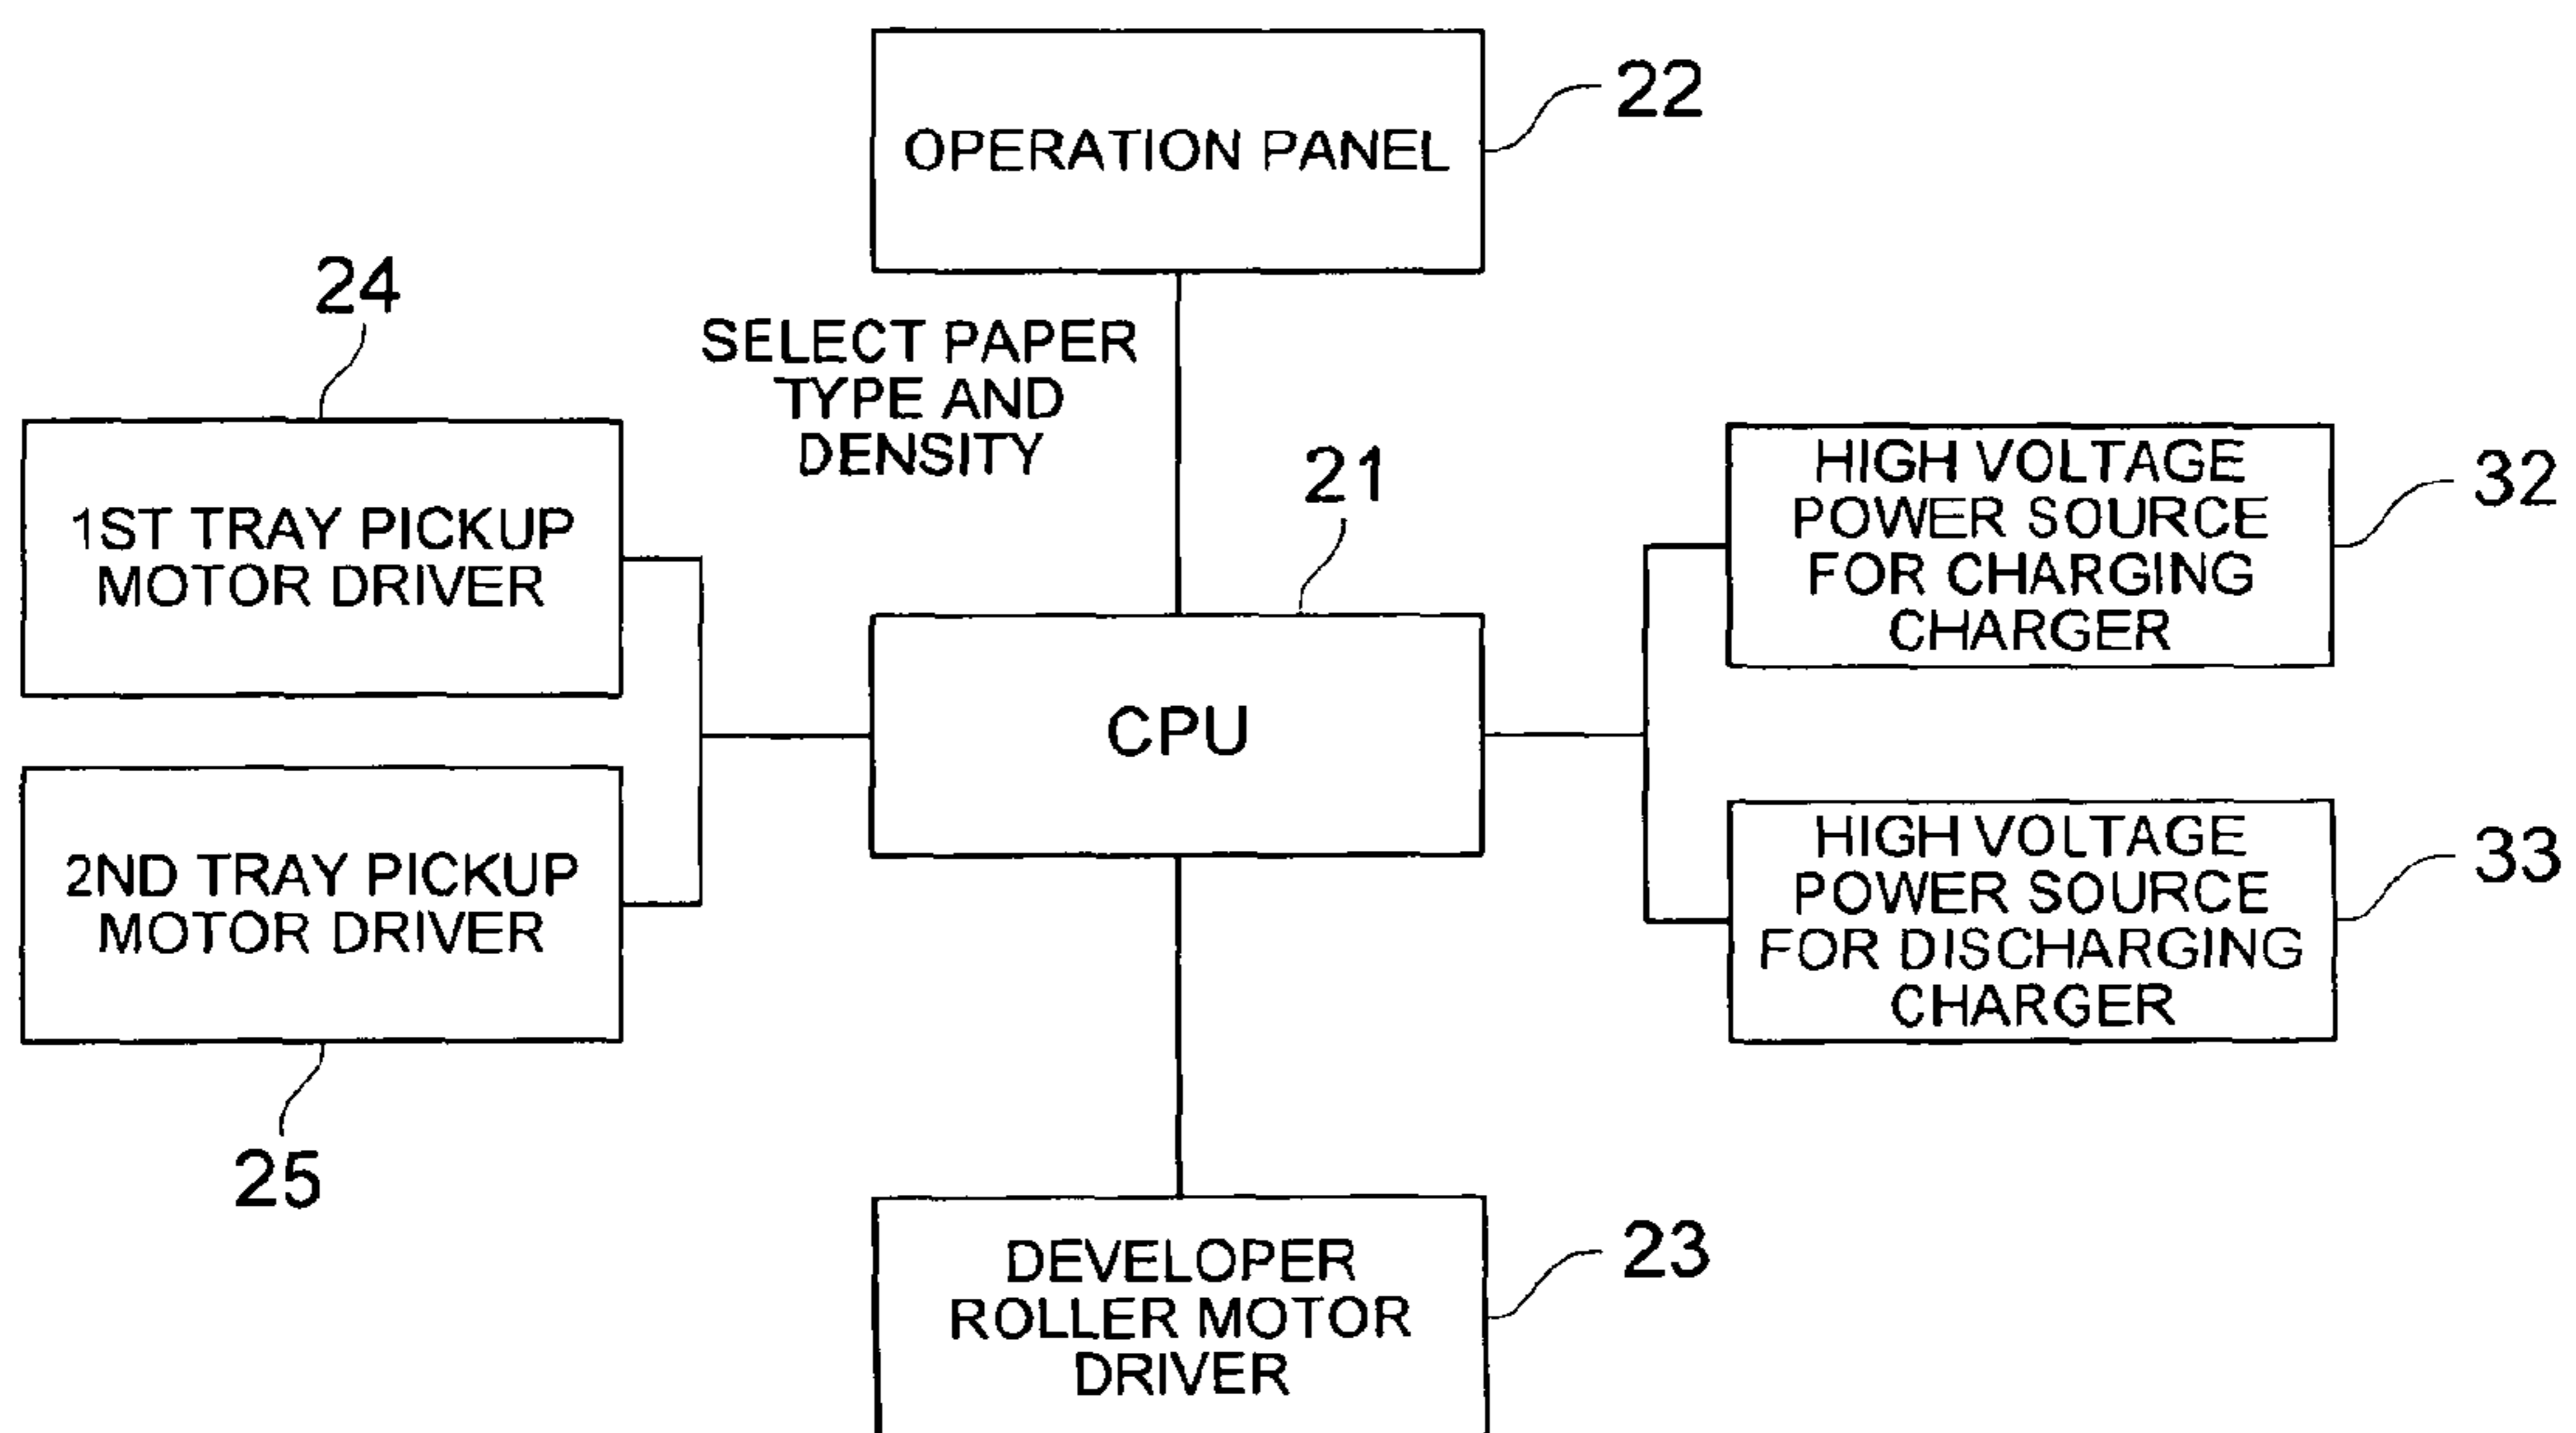 22
OPERATION PANEL
24
SELECT PAPER
TYPE AND
DENSITY
1ST TRAY PICKUP
MOTOR DRIVER
21
HIGH VOLTAGE
POWER SOURCE
FOR CHARGING
CHARGER
32
CPU
2ND TRAY PICKUP
MOTOR DRIVER
25
HIGH VOLTAGE
POWER SOURCE
FOR DISCHARGING
CHARGER
33
DEVELOPER
ROLLER MOTOR
DRIVER
23